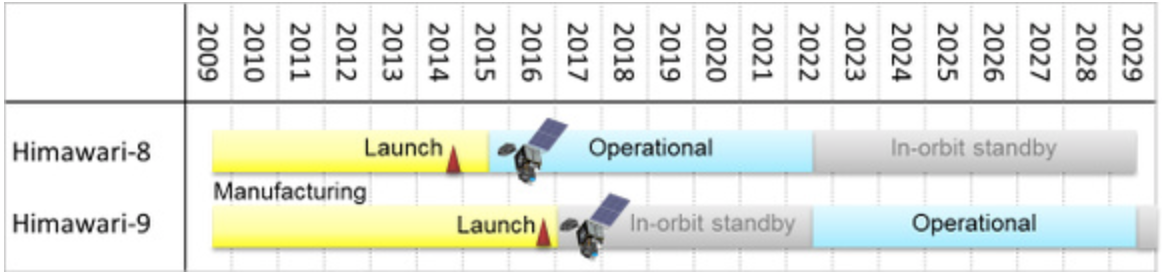 2009 2010 2011 2012 2013 2014 2015 2016 2017 2018 2019 2020 2021 2022 2023 2024 2025 2026 2027 2028 2029
Himawari-8 Launch Operational In-orbit standby
Manufacturing
Himawari-9 Launch In-orbit standby Operational